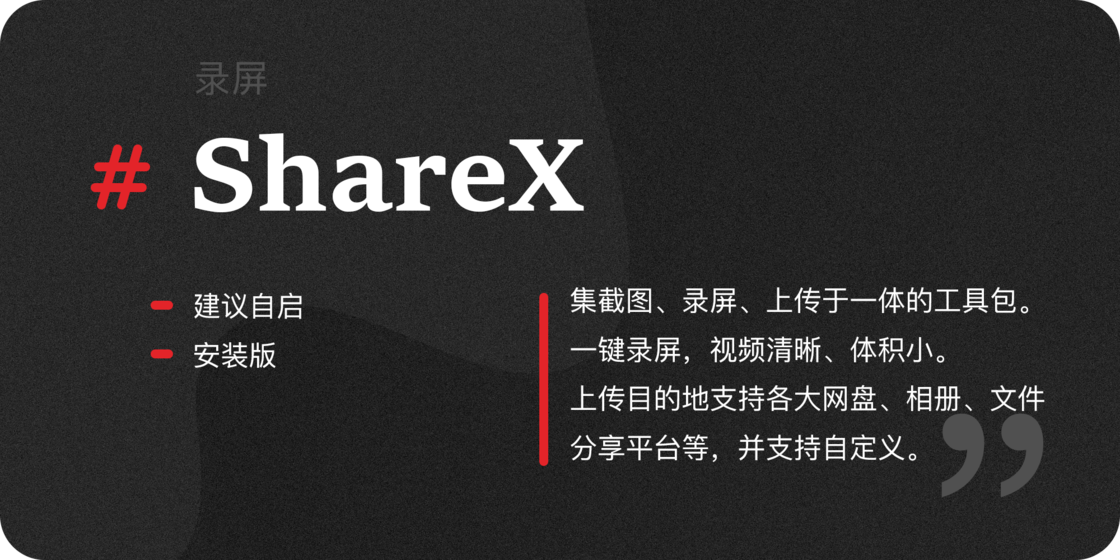 录屏
# ShareX
建议自启
安装版
集截图、录屏、上传于一体的工具包。
一键录屏，视频清晰、体积小。
上传目的地支持各大网盘、相册、文件
分享平台等，并支持自定义。
”